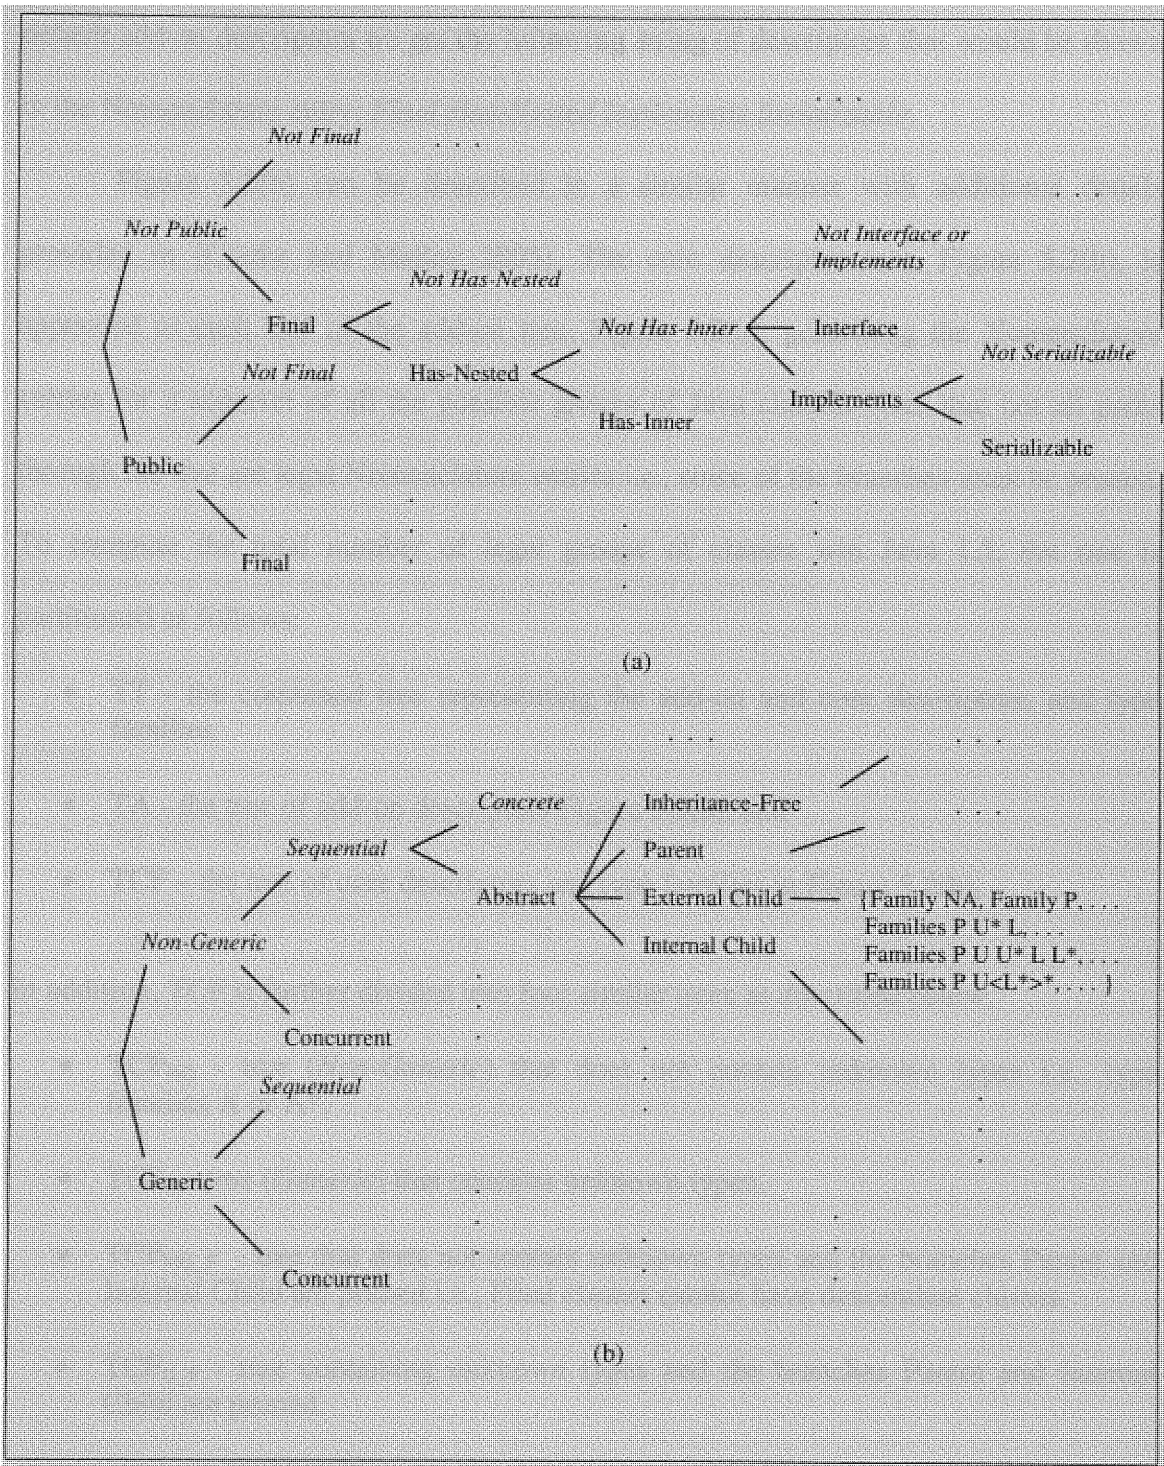 . . .
Not Final
. . .
. . .
Not Public
Not Interface or
Implements
Not Has-Nested
Final
Not Has-Inner
Interface
Not Serializable
Not Final
Has-Nested
Implements
Has-Inner
Serializable
Public
Final
(a)
. . .
. . .
Concrete
Inheritance-Free
. . .
Sequential
Parent
Abstract
External Child
{Family NA, Family P, . . .
Families P U* L, . . .
Non-Generic
Internal Child
Families P U U* L L*, . . .
Families P U<L*>*, . . . }
Concurrent
Sequential
Generic
Concurrent
(b)